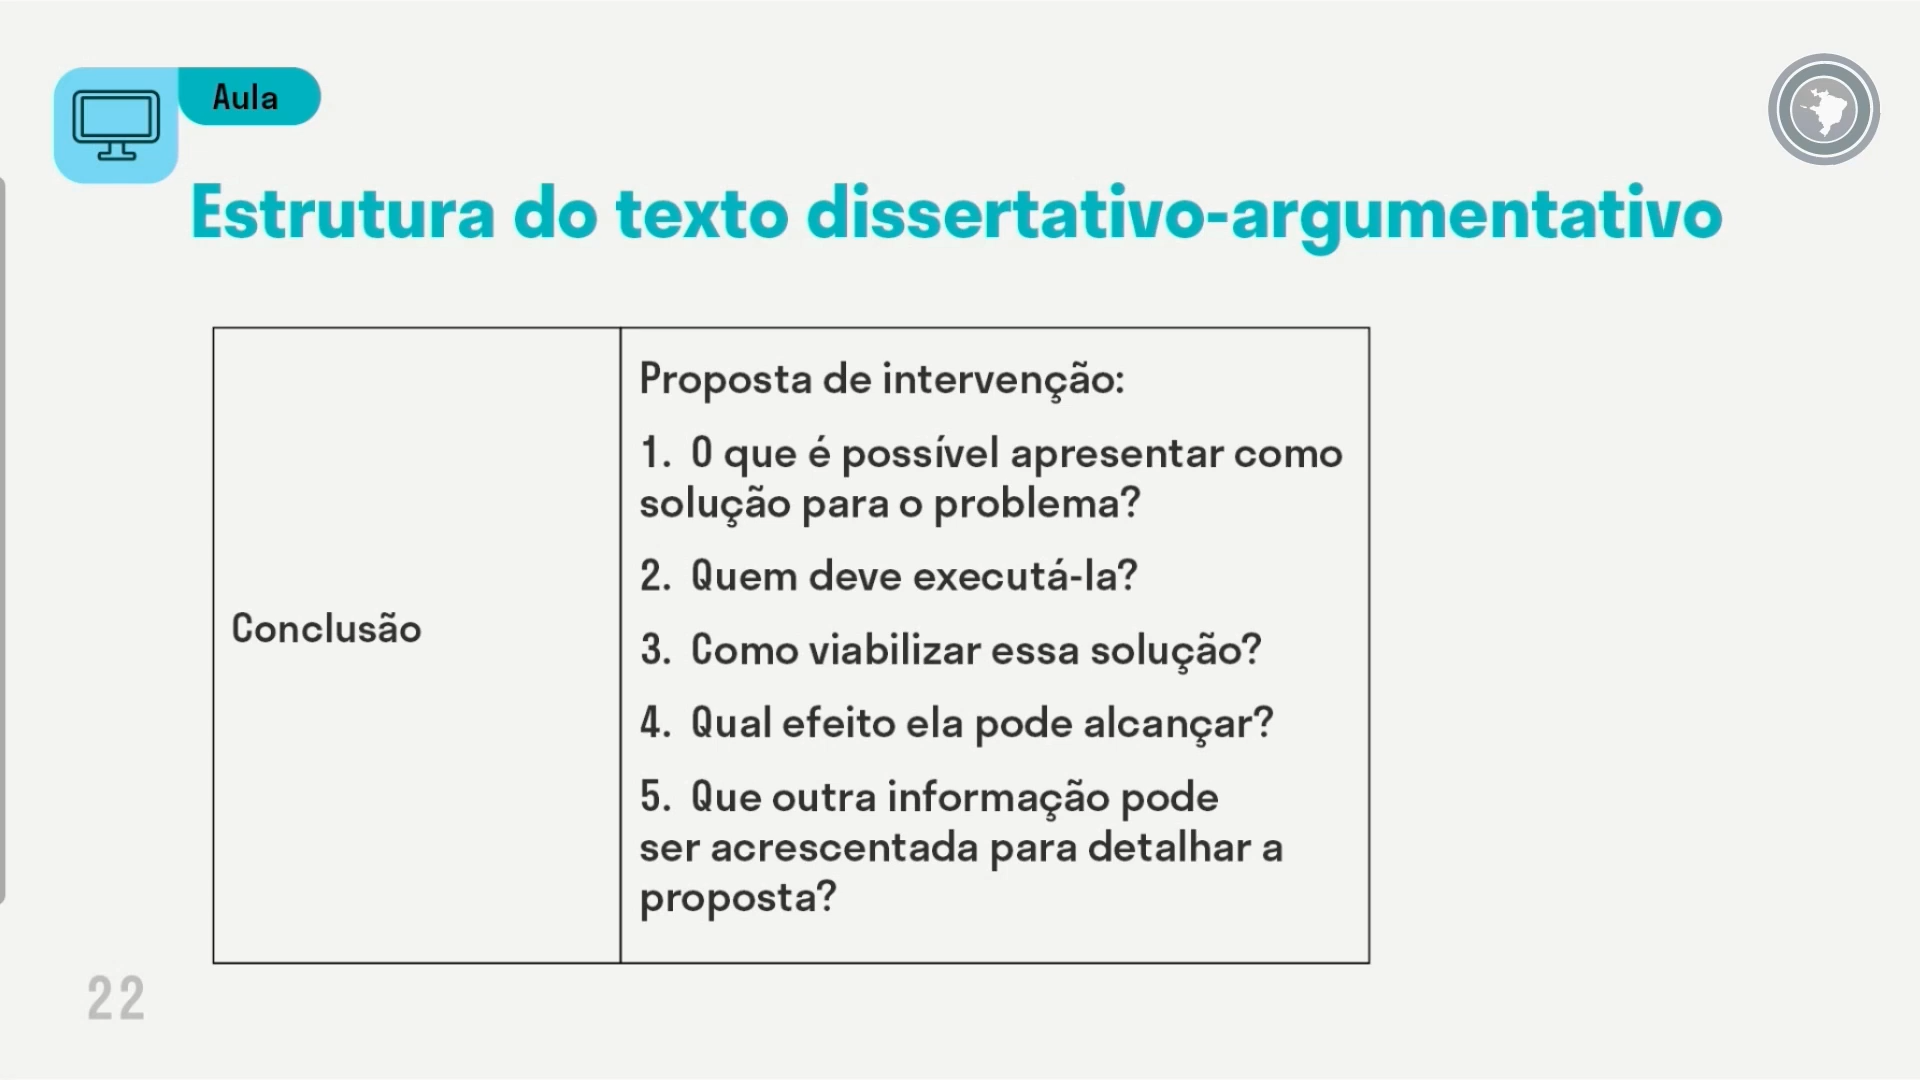 Aula
Estrutura do texto dissertativo-argumentativo
Conclusão
Proposta de intervenção:
1. O que é possível apresentar como
solução para o problema?
2. Quem deve executá-la?
3. Como viabilizar essa solução?
4. Qual efeito ela pode alcançar?
5. Que outra informação pode
ser acrescentada para detalhar a
proposta?
22